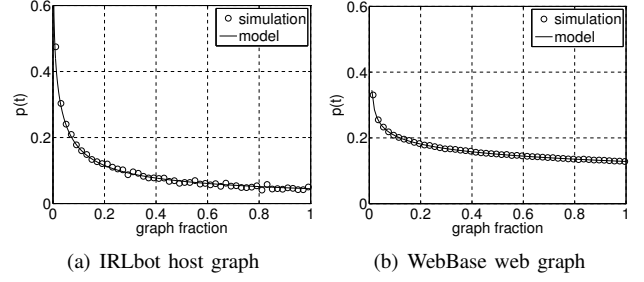 simulation
model
0.6
0.4
0.2
0
p(t)
0 0.2 0.4 0.6 0.8 1
graph fraction
(a) IRLbot host graph
simulation
model
0.6
0.4
0.2
0
p(t)
0 0.2 0.4 0.6 0.8 1
graph fraction
(b) WebBase web graph